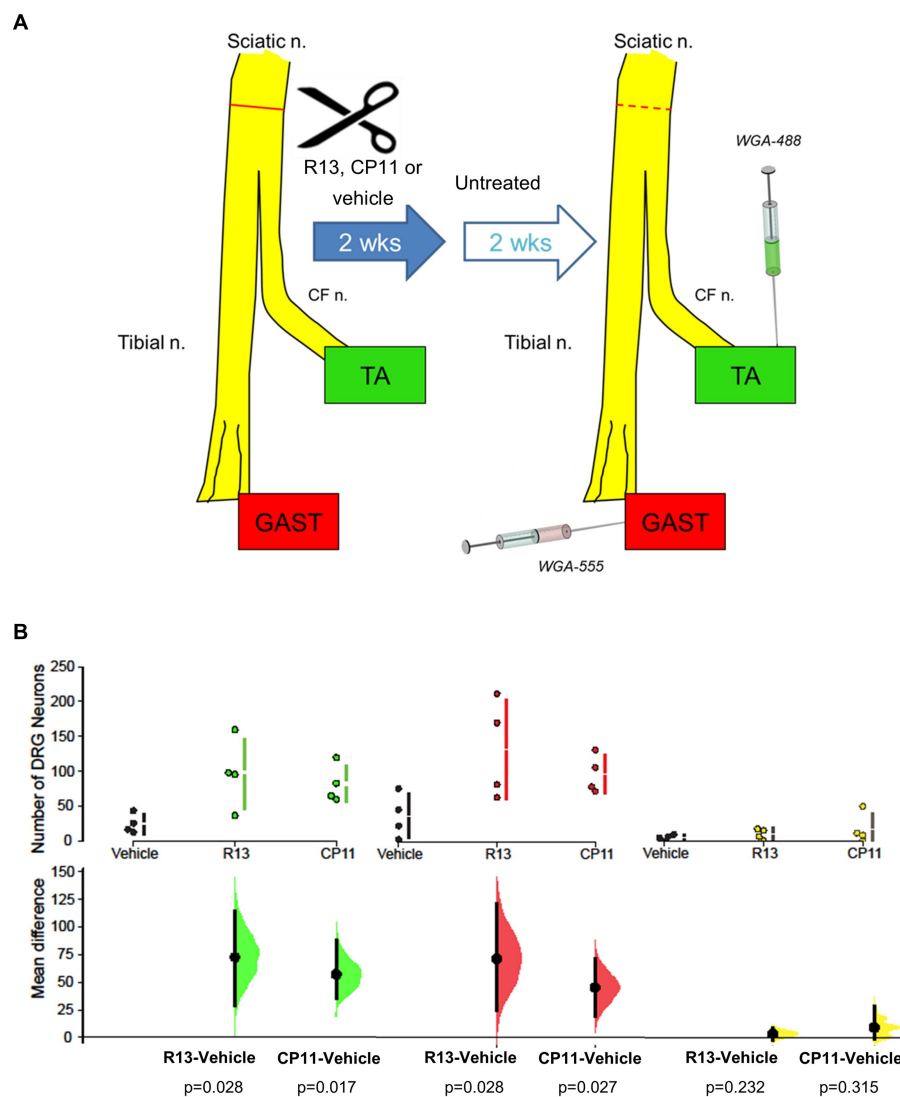 A
Sciatic n.
Sciatic n.
WGA-488
R13, CP11 or
vehicle
Untreated
2 wks
2 wks
CF n.
CF n.
Tibial n.
Tibial n.
TA
TA
GAST
GAST
WGA-555
B
Number of DRG Neurons
250
200
150
100
50
0
Vehicle
R13
CP11
Vehicle
R13
CP11
Vehicle
R13
CP11
Mean difference
150
125
100
75
50
25
0
R13-Vehicle
CP11-Vehicle
R13-Vehicle
CP11-Vehicle
R13-Vehicle
CP11-Vehicle
p=0.028
p=0.017
p=0.028
p=0.027
p=0.232
p=0.315